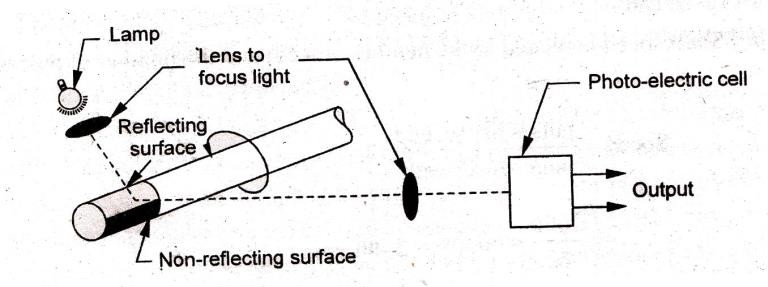 Lamp
Lens to
focus light
Photo-electric cell
Reflecting
surface
Output
Non-reflecting surface